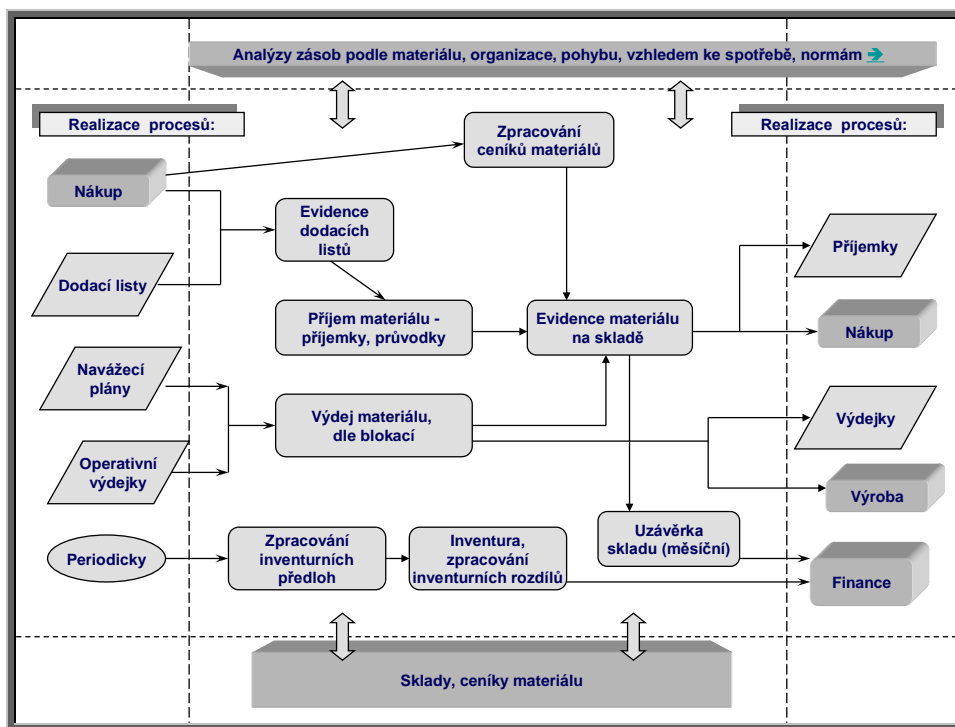 Analýzy zásob podle materiálu, organizace, pohybu, vzhledem ke spotřebě, normám
Realizace procesů:
Realizace procesů:
Zpracování
ceníků materiálů
Nákup
Evidence
dodacích
listů
Příjemky
Dodací listy
Příjem materiálu -
příjemky, průvodky
Evidence materiálu
na skladě
Nákup
Navážecí
plány
Výdej materiálu,
dle blokací
Výdejky
Operativní
výdejky
Výroba
Periodicky
Zpracování
inventurních
předloh
Inventura,
zpracování
inventurních rozdílů
Uzávěrka
skladu (měsíční)
Finance
Sklady, ceníky materiálu